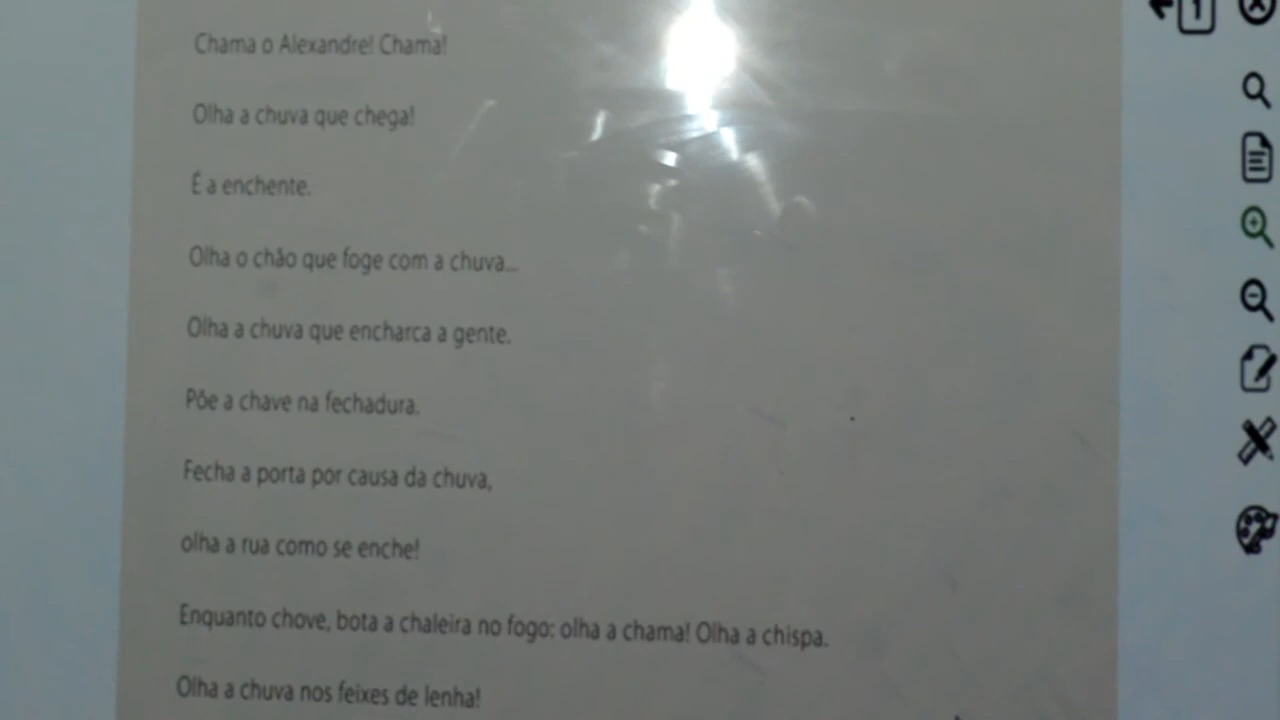 Chama o Alexandre! Chama!
Olha a chuva que chega!
É a enchente.
Olha o chão que foge com a chuva...
Olha a chuva que encharca a gente.
Põe a chave na fechadura.
Fecha a porta por causa da chuva,
olha a rua como se enche!
Enquanto chove, bota a chaleira no fogo: olha a chama! Olha a chispa.
Olha a chuva nos feixes de lenha!
1